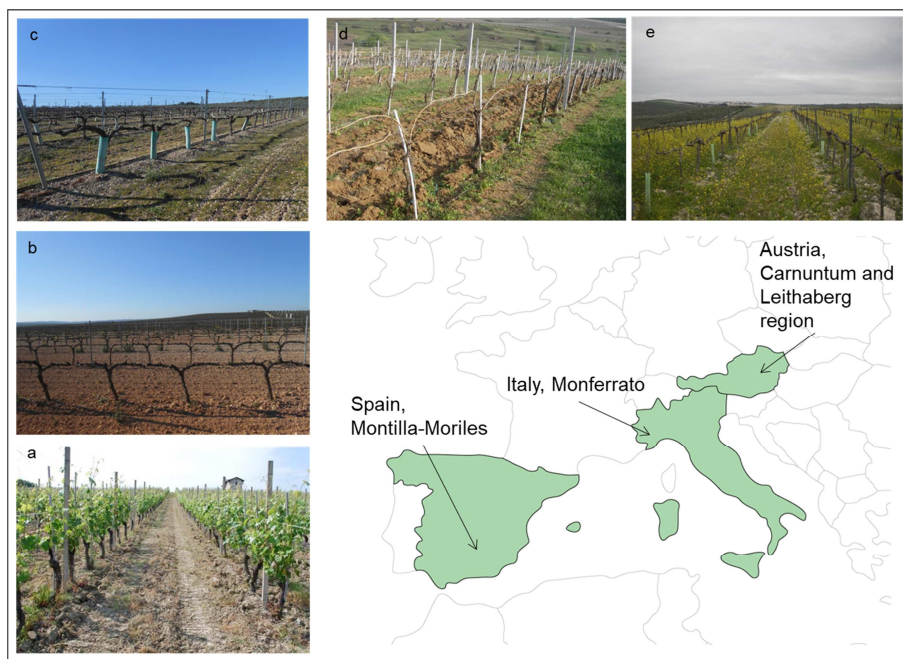 c
d
e
b
a
Austria,
Carnuntum and
Leithaberg
region
Italy, Monferrato
Spain,
Montilla-Moriles